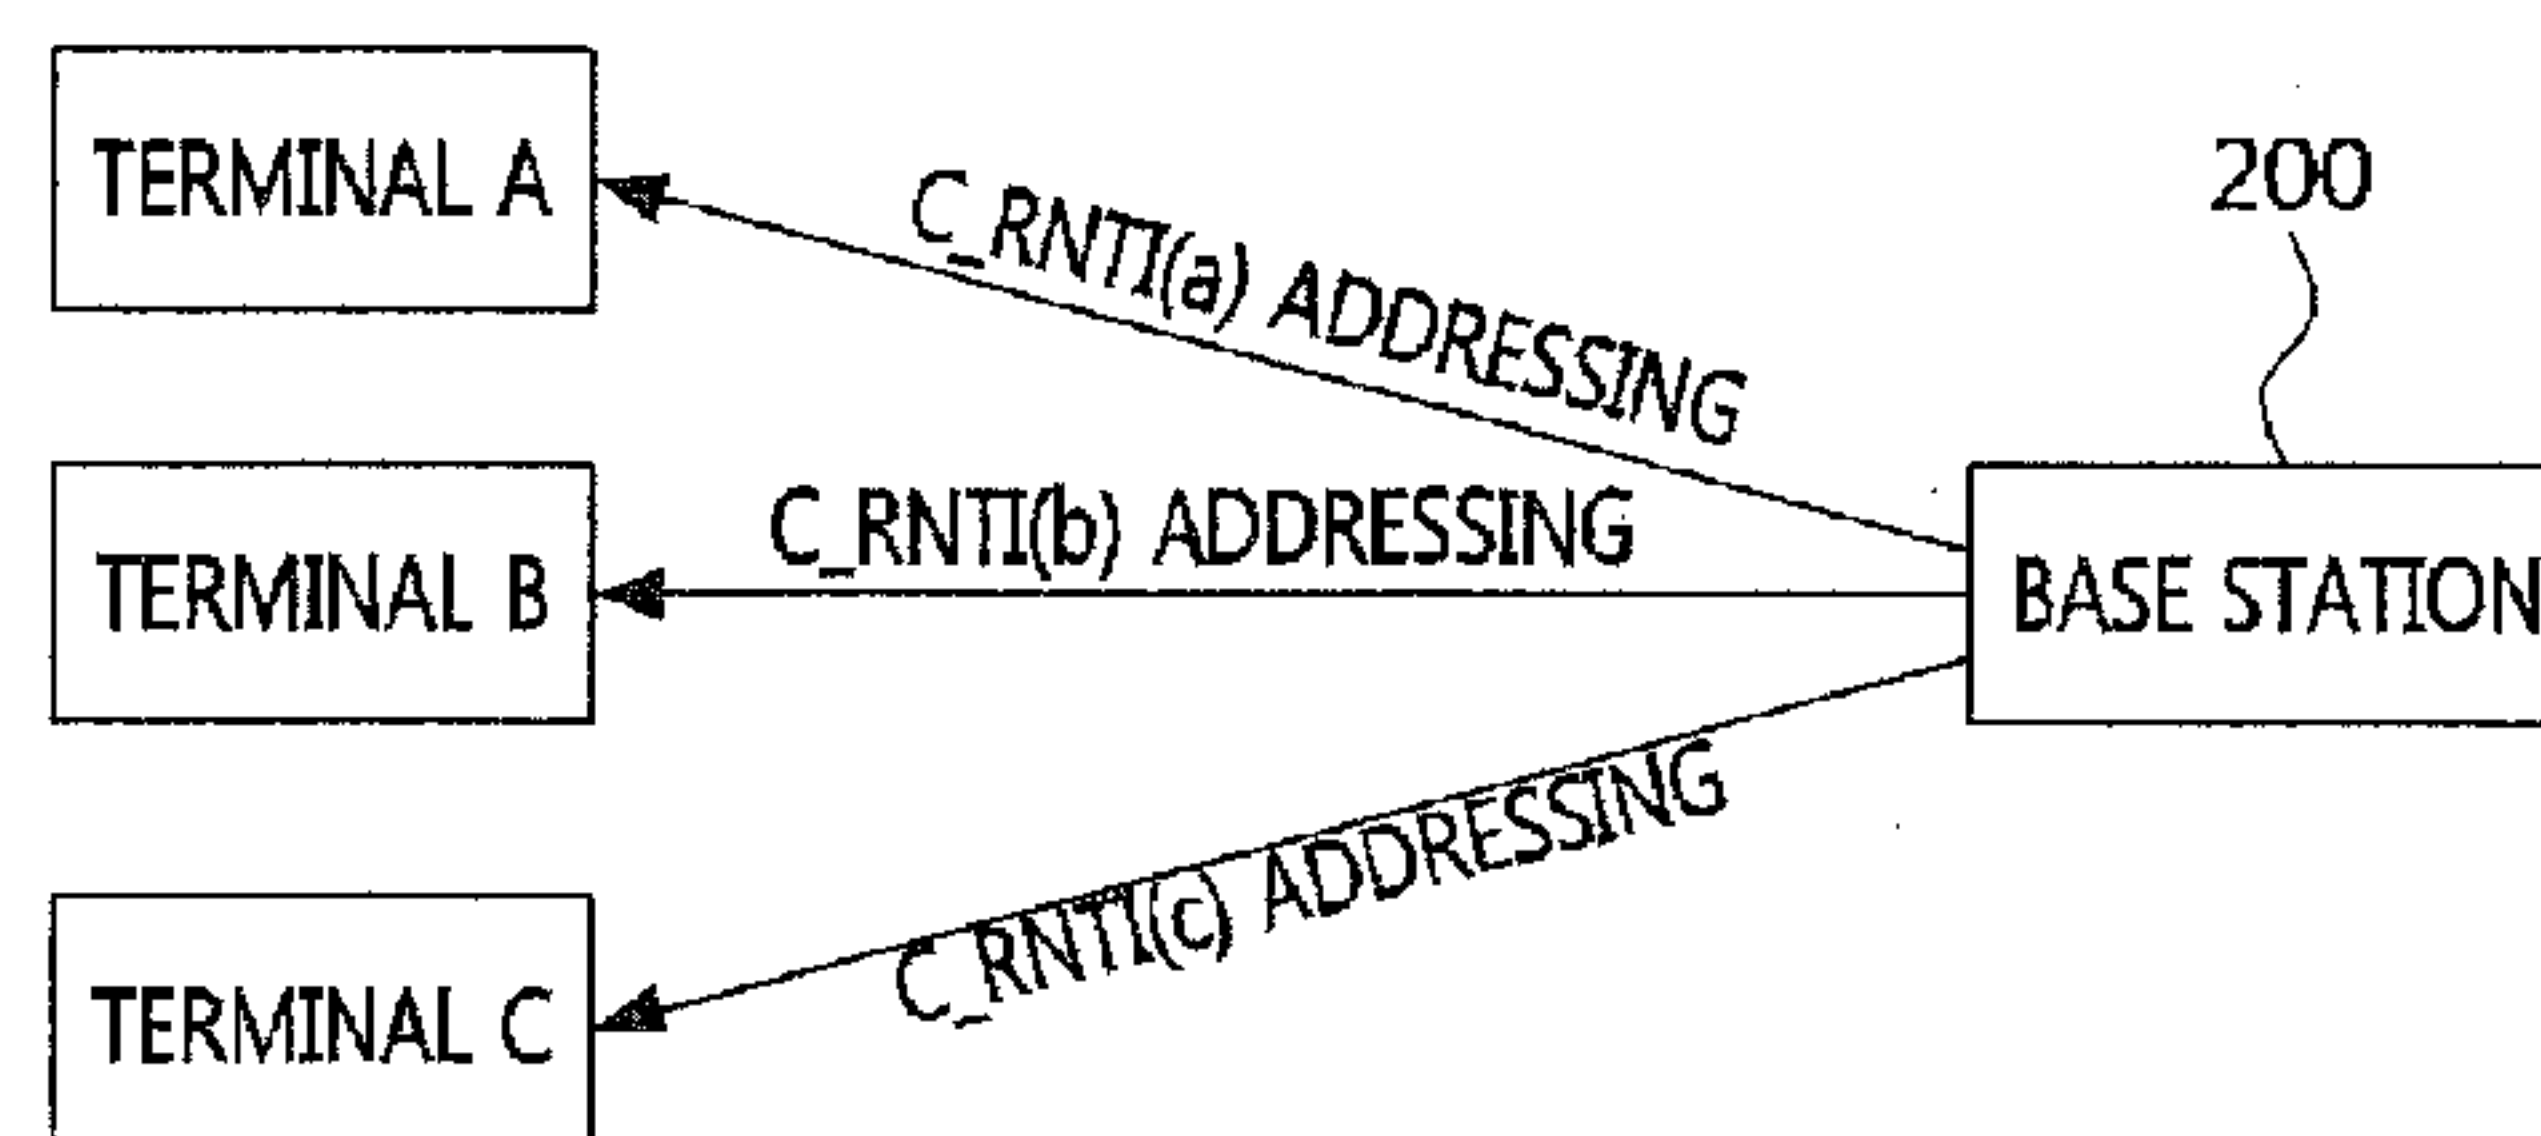 TERMINAL A
C_RNTI(a) ADDRESSING
200
TERMINAL B
C_RNTI(b) ADDRESSING
BASE STATION
TERMINAL C
C_RNTI(c) ADDRESSING